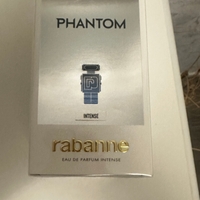 PHANTOM
INTENSE
rabanne
EAU DE PARFUM INTENSE